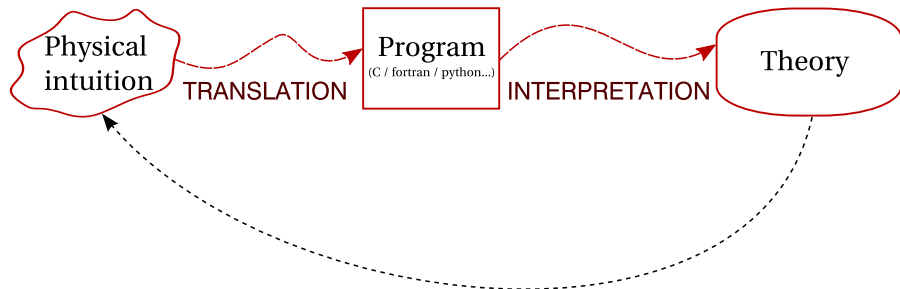 Physical
intuition
TRANSLATION
Program
(C / fortran / python...)
INTERPRETATION
Theory